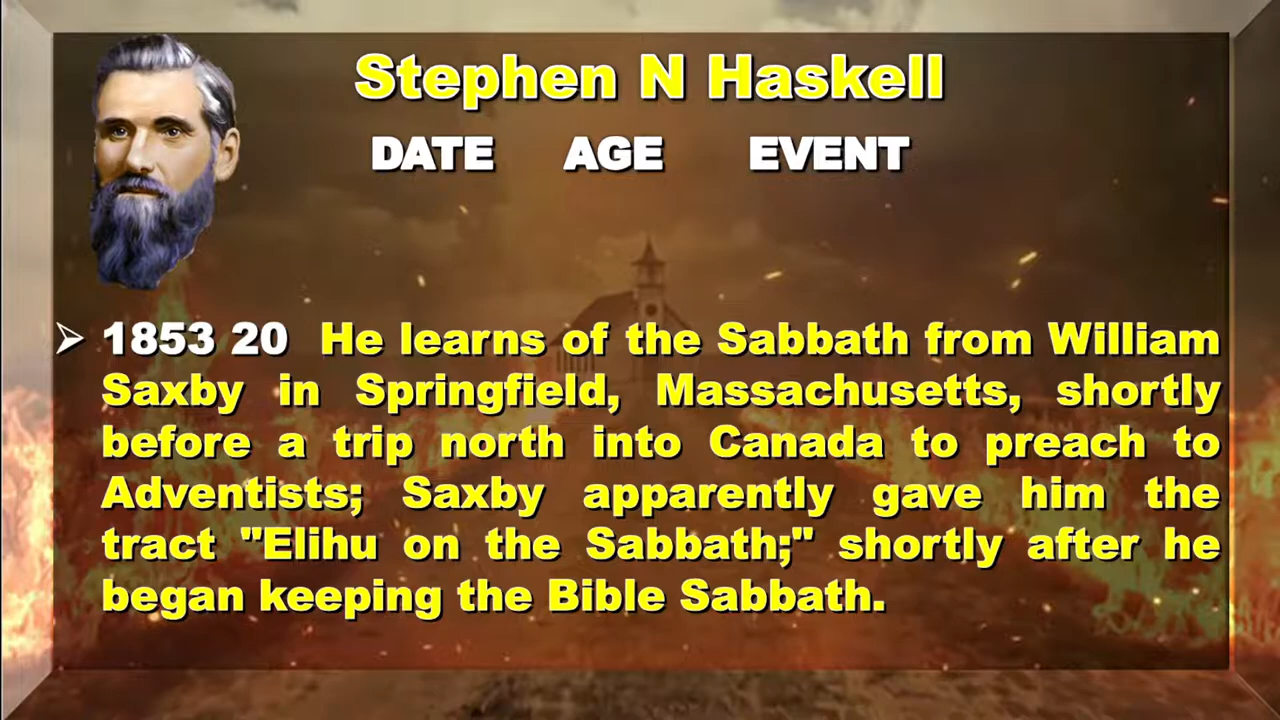 Stephen N Haskell
DATE AGE EVENT
1853 20 He learns of the Sabbath from William
Saxby in Springfield, Massachusetts, shortly
before a trip north into Canada to preach to
Adventists; Saxby apparently gave him the
tract "Elihu on the Sabbath;" shortly after he
began keeping the Bible Sabbath.